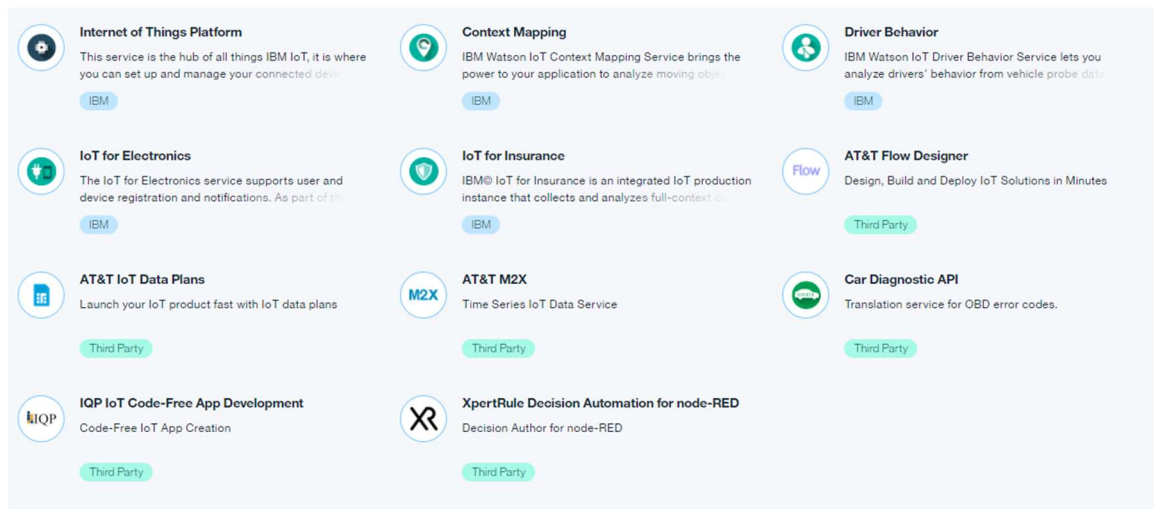 Internet of Things Platform
This service is the hub of all things IBM IoT, it is where
you can set up and manage your connected devic
IBM
Context Mapping
IBM Watson IoT Context Mapping Service brings the
power to your application to analyze moving objec
IBM
Driver Behavior
IBM Watson IoT Driver Behavior Service lets you
analyze drivers' behavior from vehicle probe data
IBM
IoT for Electronics
The IoT for Electronics service supports user and
device registration and notifications. As part of th
IBM
IoT for Insurance
IBM© IoT for Insurance is an integrated IoT production
instance that collects and analyzes full-context d
IBM
Flow
AT&T Flow Designer
Design, Build and Deploy IoT Solutions in Minutes
Third Party
AT&T IoT Data Plans
Launch your IoT product fast with IoT data plans
Third Party
M2X
AT&T M2X
Time Series IoT Data Service
Third Party
Car Diagnostic API
Translation service for OBD error codes.
Third Party
IQP
IQP IoT Code-Free App Development
Code-Free IoT App Creation
Third Party
XR
XpertRule Decision Automation for node-RED
Decision Author for node-RED
Third Party